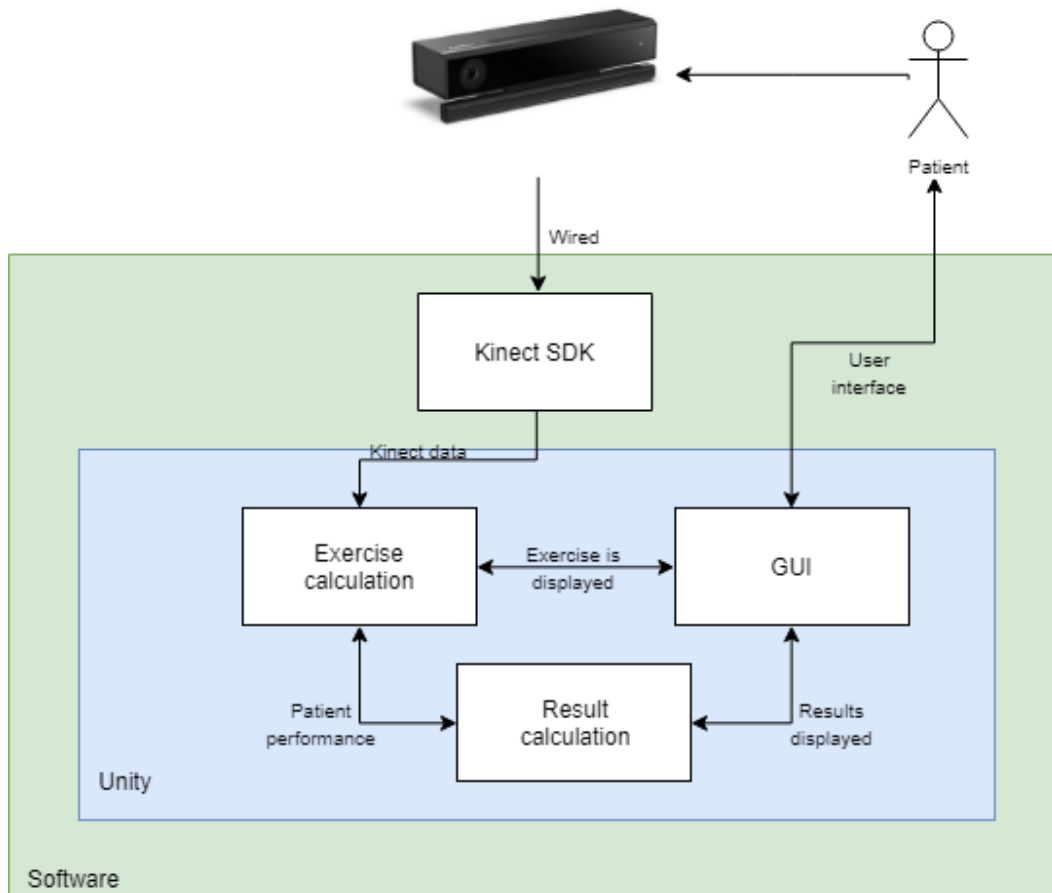 Patient
Wired
Kinect SDK
User
interface
Kinect data
Exercise
calculation
Exercise is
displayed
GUI
Patient
performance
Result
calculation
Results
displayed
Unity
Software